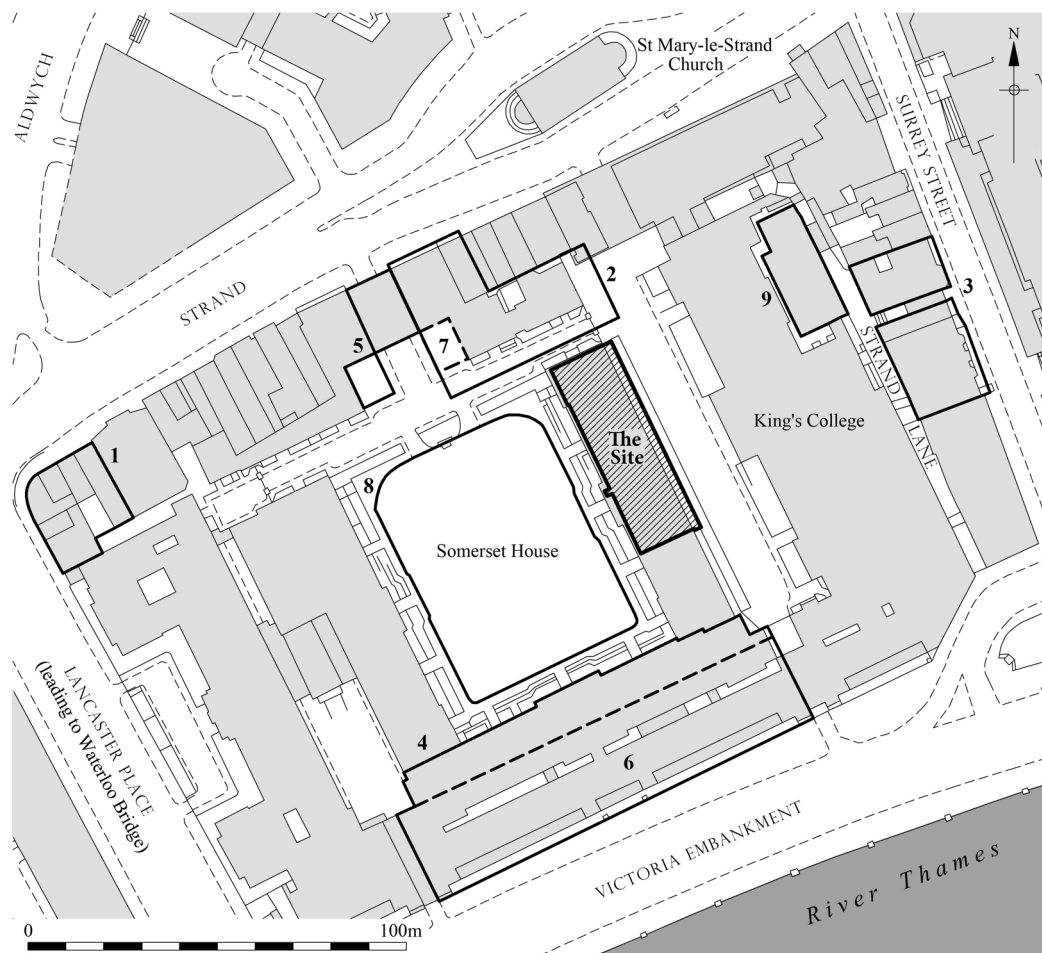 ALDWYCH
St Mary-le-Strand
Church
N
SURREY STREET
STRAND
2
3
9
5
7
STRAND
LANE
King's College
The
Site
1
8
Somerset House
LANCASTER PLACE
(leading to Waterloo Bridge)
4
6
VICTORIA EMBANKMENT
River Thames
0
100m